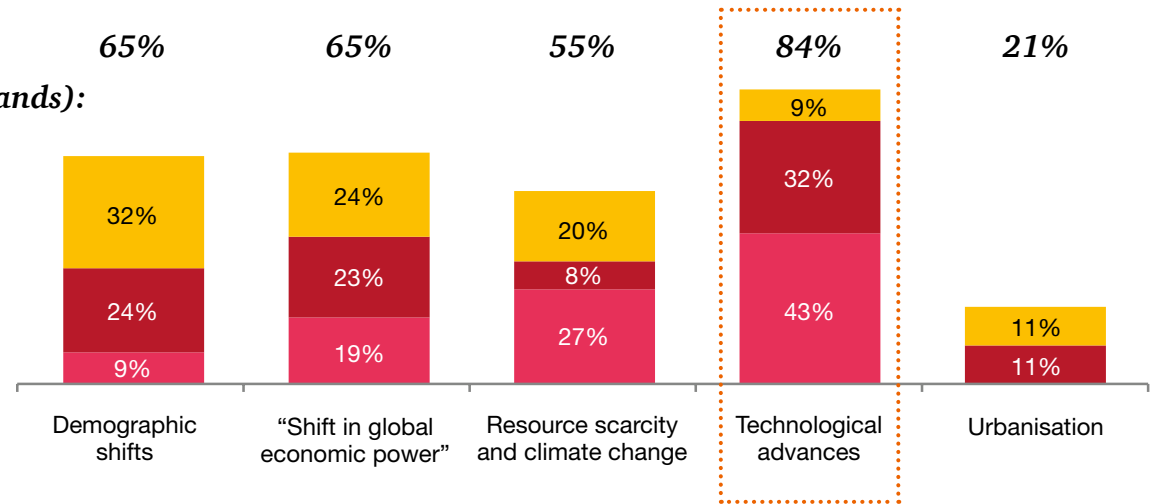 65% 65% 55% 84% 21%
ands):
9%
32% 24% 20% 32%
24% 23% 8% 43% 11%
9% 19% 27% 11%
Demographic shifts
“Shift in global economic power”
Resource scarcity and climate change
Technological advances
Urbanisation